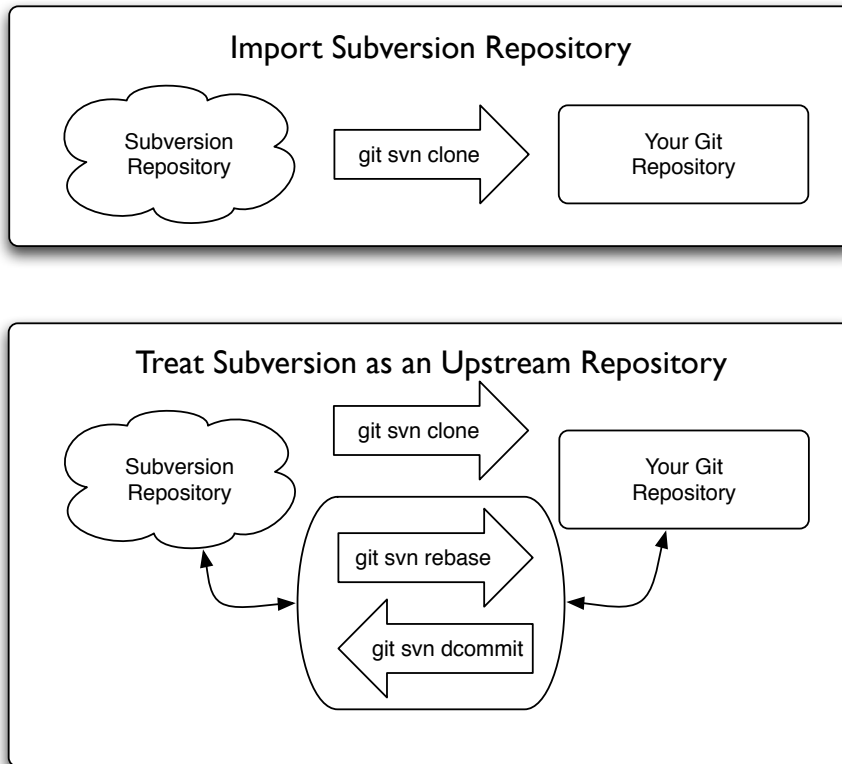 Import Subversion Repository
Subversion
Repository
git svn clone
Your Git
Repository
Treat Subversion as an Upstream Repository
git svn clone
Subversion
Repository
Your Git
Repository
git svn rebase
git svn dcommit